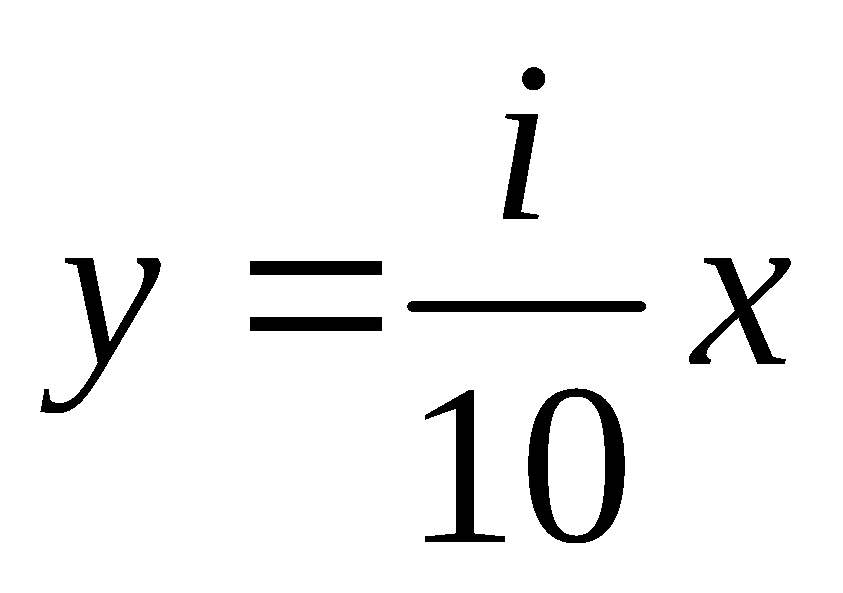 y = i/10 x